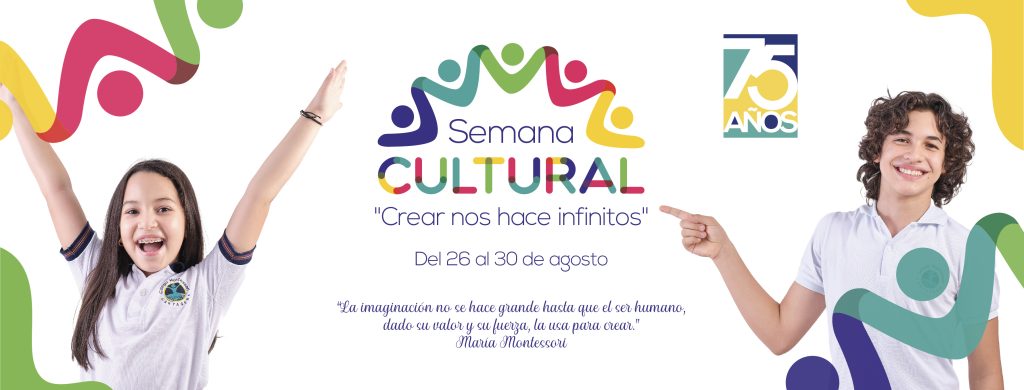 Semana
CULTURAL
"Crear nos hace infinitos"
Del 26 al 30 de agosto
"La imaginación no se hace grande hasta que el ser humano,
dado su valor y su fuerza, la usa para crear."
María Montessori
75
AÑOS